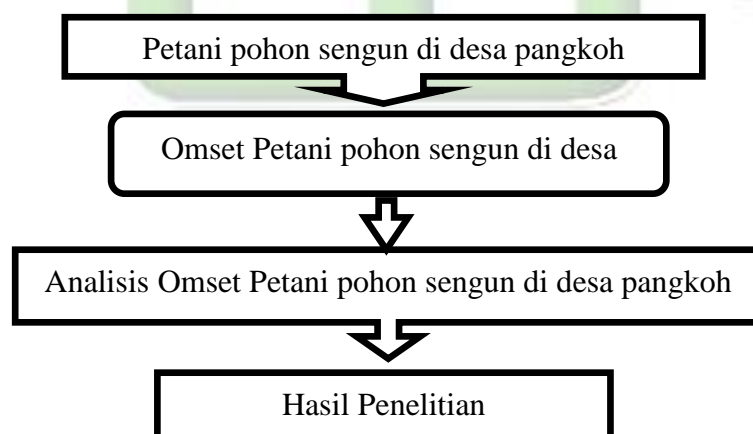 Petani pohon sengun di desa pangkoh
Omset Petani pohon sengun di desa
Analisis Omset Petani pohon sengun di desa pangkoh
Hasil Penelitian